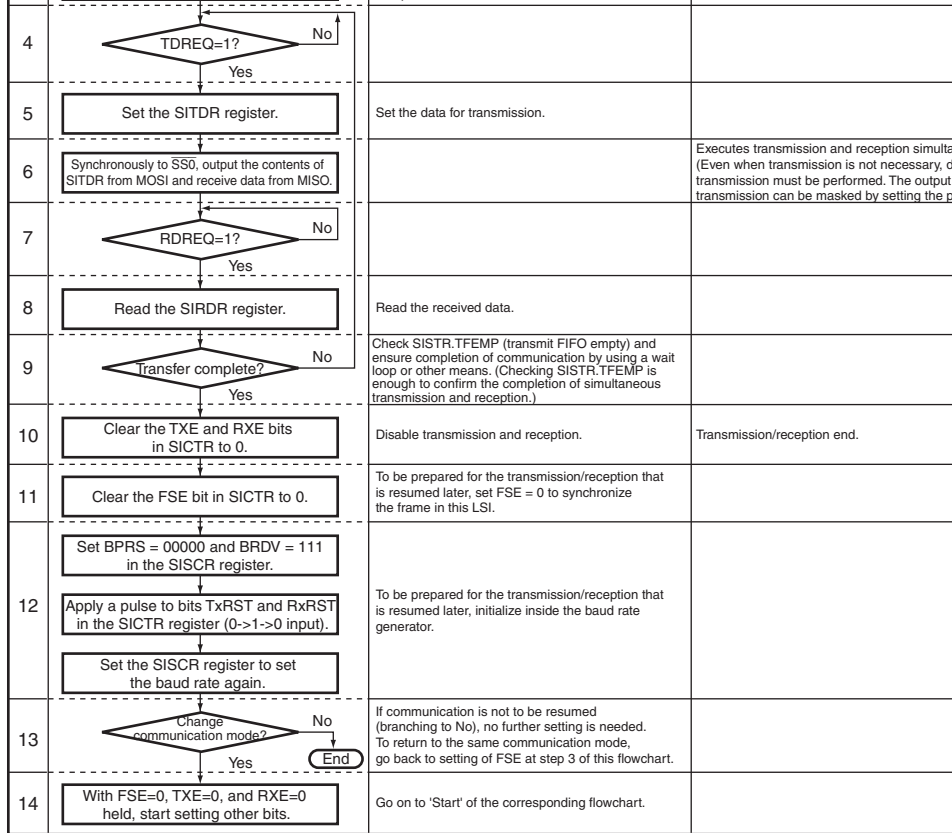 4
TDREQ=1?
No
Yes
5
Set the SITDR register.
Set the data for transmission.
6
Synchronously to SS0, output the contents of
SITDR from MOSI and receive data from MISO.
Executes transmission and reception
(Even when transmission is not necessary,
transmission must be performed. The output
transmission can be masked by setting the
7
RDREQ=1?
No
Yes
8
Read the SIRDR register.
Read the received data.
9
Transfer complete?
No
Yes
Check SISTR.TFEMP (transmit FIFO empty) and
ensure completion of communication by using a wait
loop or other means. (Checking SISTR.TFEMP is
enough to confirm the completion of simultaneous
transmission and reception.)
10
Clear the TXE and RXE bits
in SICTR to 0.
Disable transmission and reception.
Transmission/reception end.
11
Clear the FSE bit in SICTR to 0.
To be prepared for the transmission/reception that
is resumed later, set FSE = 0 to synchronize
the frame in this LSI.
12
Set BPRS = 00000 and BRDV = 111
in the SISCR register.
Apply a pulse to bits TxRST and RxRST
in the SICTR register (0->1->0 input).
Set the SISCR register to set
the baud rate again.
To be prepared for the transmission/reception that
is resumed later, initialize inside the baud rate
generator.
13
Change
communication mode?
No
Yes
End
If communication is not to be resumed
(branching to No), no further setting is needed.
To return to the same communication mode,
go back to setting of FSE at step 3 of this flowchart.
14
With FSE=0, TXE=0, and RXE=0
held, start setting other bits.
Go on to 'Start' of the corresponding flowchart.